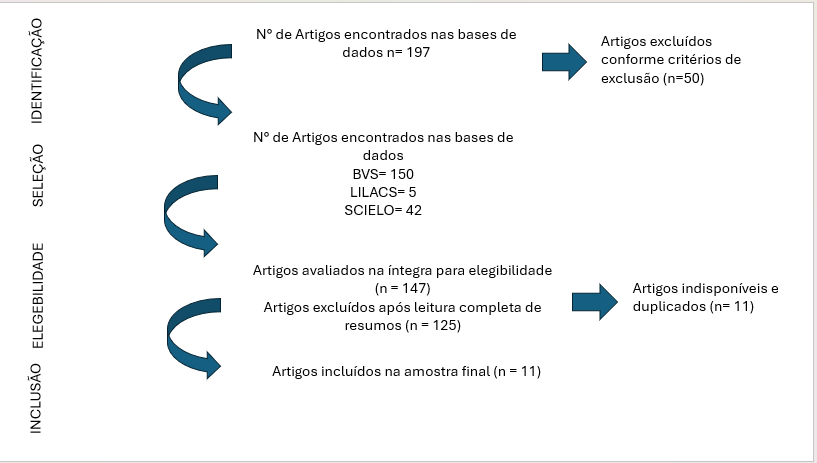 IDENTIFICAÇÃO
Nº de Artigos encontrados nas bases de
dados n= 197
Artigos excluídos
conforme critérios de
exclusão (n=50)
SELEÇÃO
Nº de Artigos encontrados nas bases de
dados
BVS= 150
LILACS= 5
SCIELO= 42
ELEGEBILIDADE
Artigos avaliados na íntegra para elegibilidade
(n = 147)
Artigos excluídos após leitura completa de
resumos (n = 125)
Artigos indisponíveis e
duplicados (n= 11)
INCLUSÃO
Artigos incluídos na amostra final (n = 11)